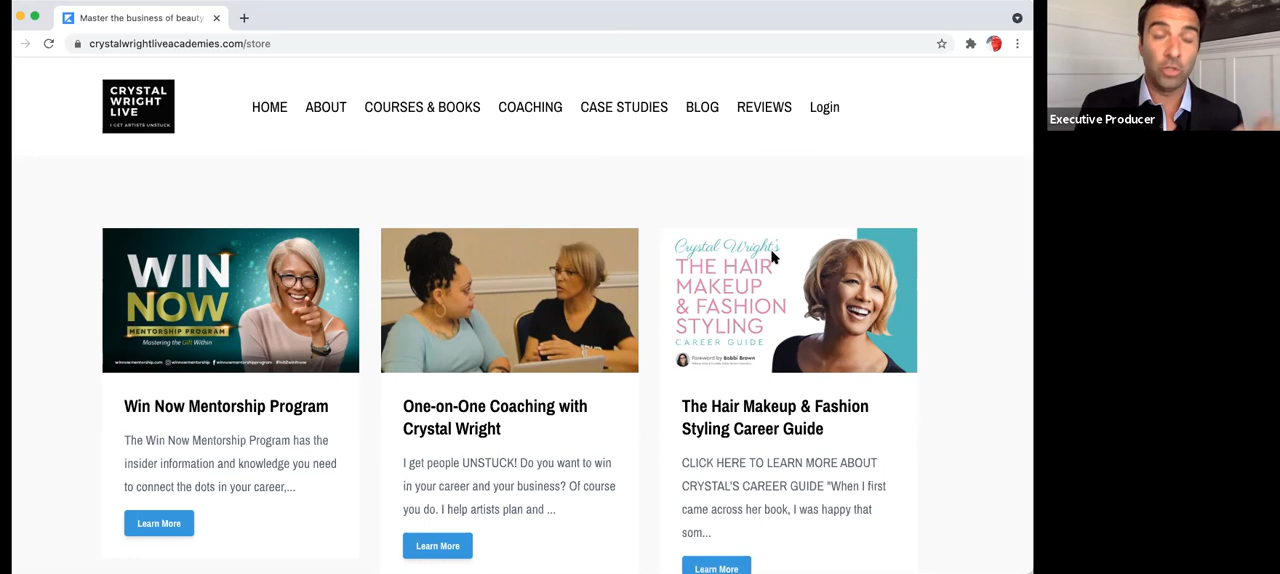 Master the business of beauty
crystalwrightliveacademies.com/store
Executive Producer
CRYSTAL
WRIGHT
LIVE
I GET ARTISTS UNSTUCK
HOME ABOUT COURSES & BOOKS COACHING CASE STUDIES BLOG REVIEWS Login
WIN
NOW
MENTORSHIP PROGRAM
Mastering the Gift Within
Crystal Wright's
THE HAIR
MAKEUP
& FASHION
STYLING
CAREER GUIDE
Foreword by Bobbi Brown
Win Now Mentorship Program
The Win Now Mentorship Program has the
insider information and knowledge you need
to connect the dots in your career,...
Learn More
One-on-One Coaching with
Crystal Wright
I get people UNSTUCK! Do you want to win
in your career and your business? Of course
you do. I help artists plan and ...
Learn More
The Hair Makeup & Fashion
Styling Career Guide
CLICK HERE TO LEARN MORE ABOUT
CRYSTAL'S CAREER GUIDE "When I first
came across her book, I was happy that
som...
Learn More